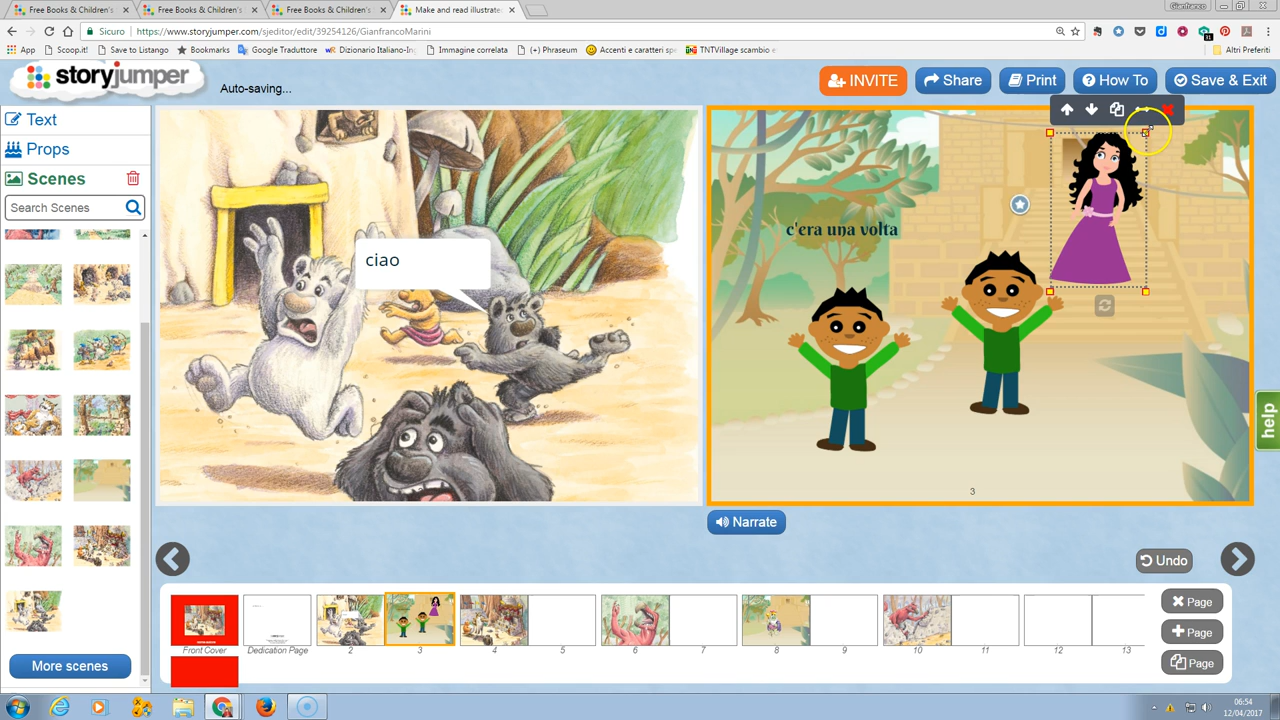 Free Books & Children's
Free Books & Children's
Free Books & Children's
Make and read illustrate
Gianfranco
Sicuro
https://www.storyjumper.com/sjeditor/edit/39254126/GianfrancoMarini
App
Scoop.it!
Save to Listango
Bookmarks
Google Traduttore
Dizionario Italiano-In
Immagine correlata
(+) Phraseum
Accenti e caratteri spe
TNTVillage scambio e
Altri Preferiti
storyjumper
Auto-saving...
INVITE
Share
Print
How To
Save & Exit
Text
Props
Scenes
Search Scenes
More scenes
ciao
c'era una volta
3
help
Narrate
Undo
Front Cover
Dedication Page
2
3
4
5
6
7
8
9
10
11
12
13
Page
Page
Page
06:54
12/04/2017